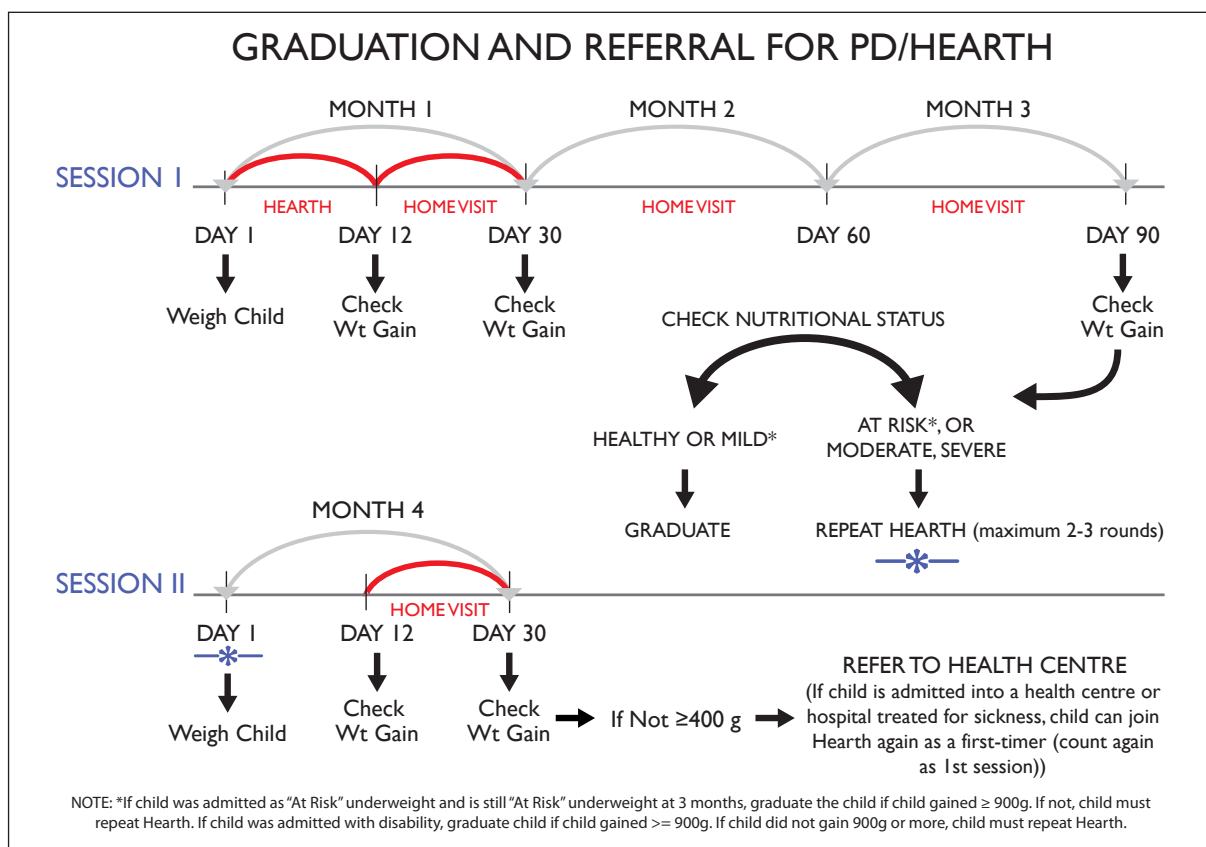 GRADUATION AND REFERRAL FOR PD/HEARTH
MONTH 1
MONTH 2
MONTH 3
SESSION I
HEARTH
HOME VISIT
HOME VISIT
HOME VISIT
DAY 1
DAY 12
DAY 30
DAY 60
DAY 90
Weigh Child
Check
Wt Gain
Check
Wt Gain
Check
Wt Gain
CHECK NUTRITIONAL STATUS
HEALTHY OR MILD*
AT RISK*, OR
MODERATE, SEVERE
GRADUATE
REPEAT HEARTH (maximum 2-3 rounds)
MONTH 4
SESSION II
HOME VISIT
DAY 1
DAY 12
DAY 30
Weigh Child
Check
Wt Gain
Check
Wt Gain
If Not ≥400 g
REFER TO HEALTH CENTRE
(If child is admitted into a health centre or
hospital treated for sickness, child can join
Hearth again as a first-timer (count again
as 1st session))
NOTE: *If child was admitted as "At Risk" underweight and is still "At Risk" underweight at 3 months, graduate the child if child gained ≥ 900g. If not, child must
repeat Hearth. If child was admitted with disability, graduate child if child gained >= 900g. If child did not gain 900g or more, child must repeat Hearth.